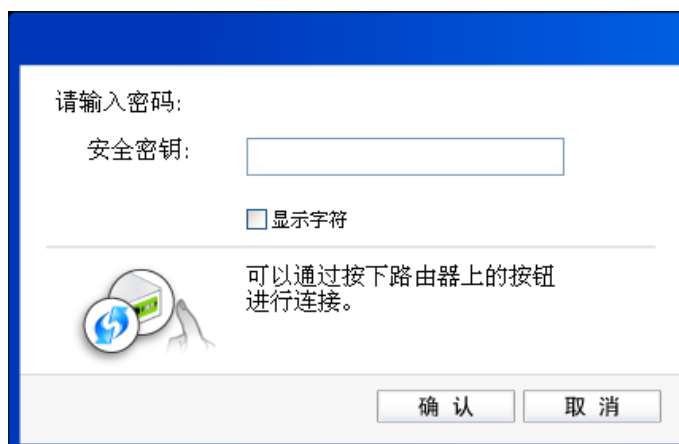 请输入密码:
安全密钥:
显示字符
可以通过按下路由器上的按钮
进行连接。
确 认
取 消